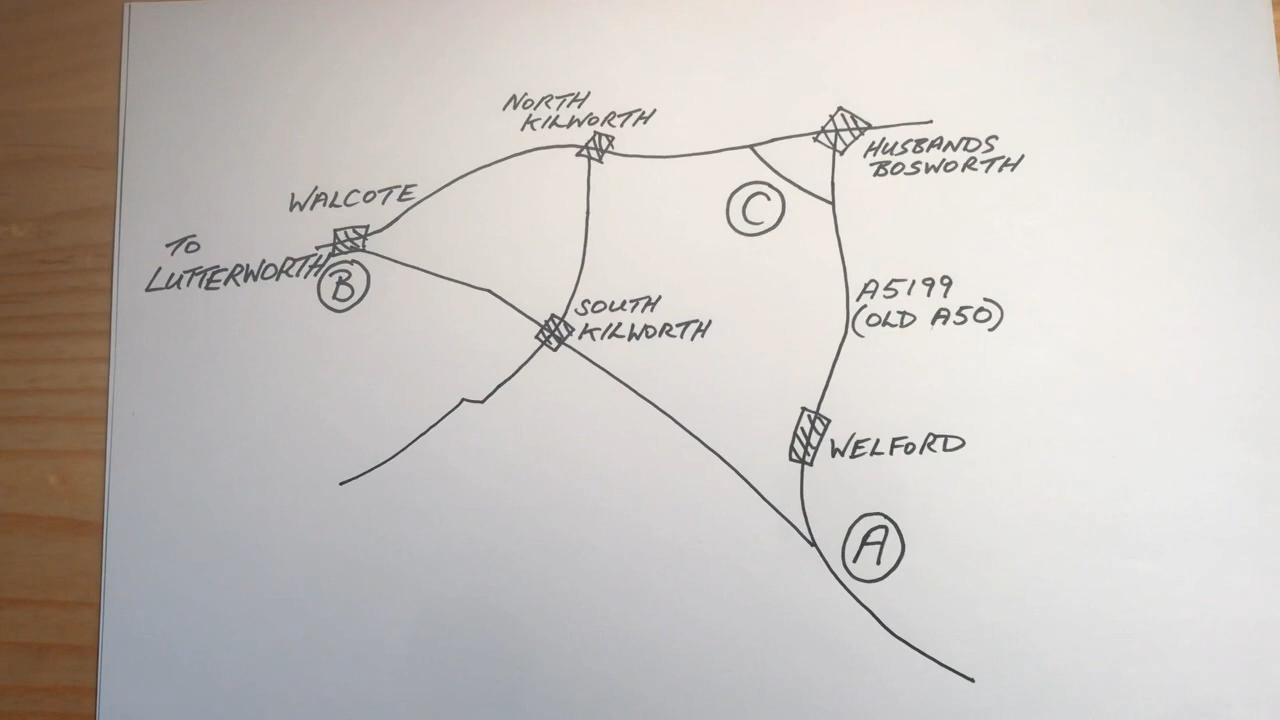 NORTH
KILWORTH
HUSBANDS
BOSWORTH
WALCOTE
C
TO
LUTTERWORTH
B
A5199
(OLD A50)
SOUTH
KILWORTH
WELFORD
A